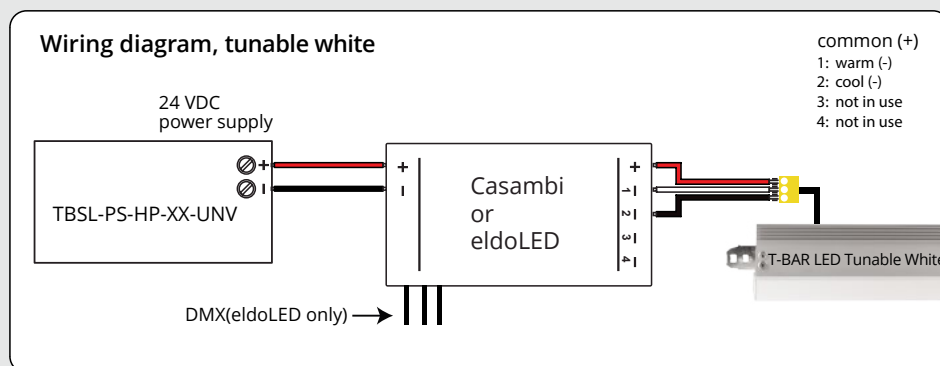 Wiring diagram, tunable white
common (+)
1: warm (-)
2: cool (-)
3: not in use
4: not in use
24 VDC
power supply
TBSL-PS-HP-XX-UNV
+
-
+
-
Casambi
or
eldoLED
+
1 -
2 -
3 -
4 -
T-BAR LED Tunable White
DMX(eldoLED only)